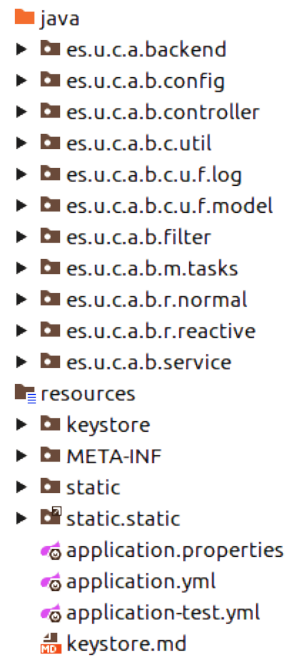 java
es.u.c.a.backend
es.u.c.a.b.config
es.u.c.a.b.controller
es.u.c.a.b.c.util
es.u.c.a.b.c.u.f.log
es.u.c.a.b.c.u.f.model
es.u.c.a.b.filter
es.u.c.a.b.m.tasks
es.u.c.a.b.r.normal
es.u.c.a.b.r.reactive
es.u.c.a.b.service
resources
keystore
META-INF
static
static.static
application.properties
application.yml
application-test.yml
MD keystore.md